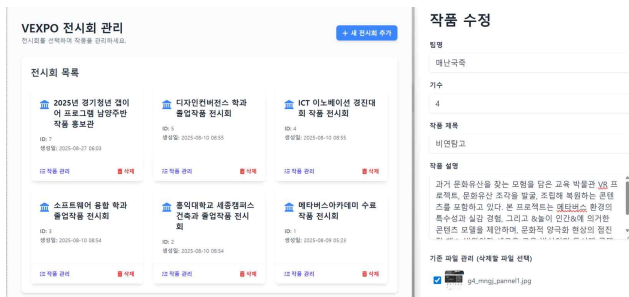 VEXPO 전시회 관리
전시회를 선택하여 작품을 관리하세요.
+ 새 전시회 추가
전시회 목록
2025년 경기청년 갭이
어 프로그램 남양주반
작품 홍보관
ID: 7
생성일: 2025-08-27 06:03
작품 관리
삭제
디자인컨버전스 학과
졸업작품 전시회
ID: 5
생성일: 2025-08-10 08:55
작품 관리
삭제
ICT 이노베이션 경진대
회 작품 전시회
ID: 4
생성일: 2025-08-10 08:55
작품 관리
삭제
소프트웨어 융합 학과
졸업작품 전시회
ID: 3
생성일: 2025-08-10 08:54
작품 관리
삭제
홍익대학교 세종캠퍼스
건축과 졸업작품 전시
회
ID: 2
생성일: 2025-08-10 08:54
작품 관리
삭제
메타버스아카데미 수료
작품 전시회
ID: 1
생성일: 2025-08-09 05:23
작품 관리
삭제
작품 수정
팀명
매난국죽
기수
4
작품 제목
비연탐고
작품 설명
과거 문화유산을 찾는 모험을 담은 교육 박물관 VR 프
로젝트, 문화유산 조각을 발굴, 조립해 복원하는 콘텐
츠를 포함하고 있다. 본 프로젝트는 메타버스 환경의
특수성과 실감 경험, 그리고 &놀이 인간&에 의거한
콘텐츠 모델을 제안하며, 문화적 양극화 현상의 점진
기존 파일 관리 (삭제할 파일 선택)
g4_mngj_pannel1.jpg